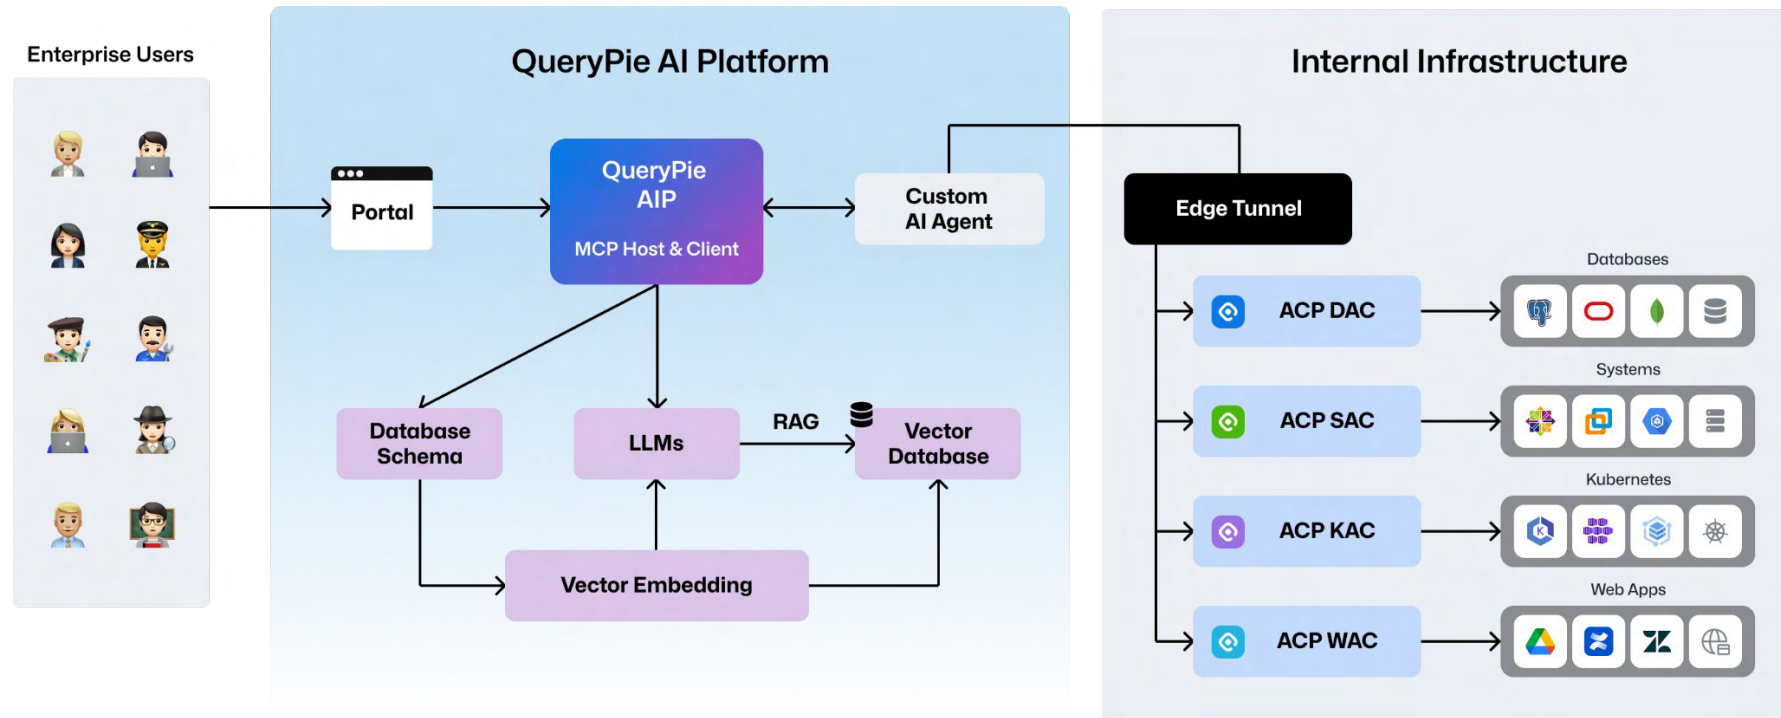 Enterprise Users
QueryPie AI Platform
Portal
QueryPie
AIP
MCP Host & Client
Custom
AI Agent
Database
Schema
LLMs
RAG
Vector
Database
Vector Embedding
Internal Infrastructure
Edge Tunnel
ACP DAC
Databases
ACP SAC
Systems
ACP KAC
Kubernetes
K
ACP WAC
Web Apps